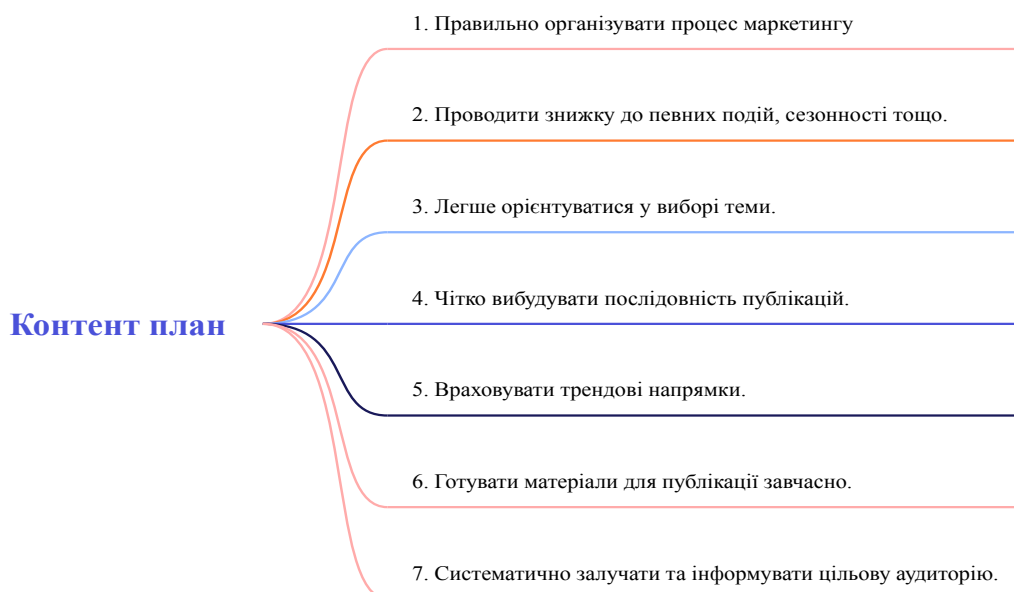 1. Правильно організувати процес маркетингу
2. Проводити знижку до певних подій, сезонності тощо.
3. Легше орієнтуватися у виборі теми.
4. Чітко вибудувати послідовність публікацій.
Контент план
5. Враховувати трендові напрямки.
6. Готувати матеріали для публікації завчасно.
7. Систематично залучати та інформувати цільову аудиторію.